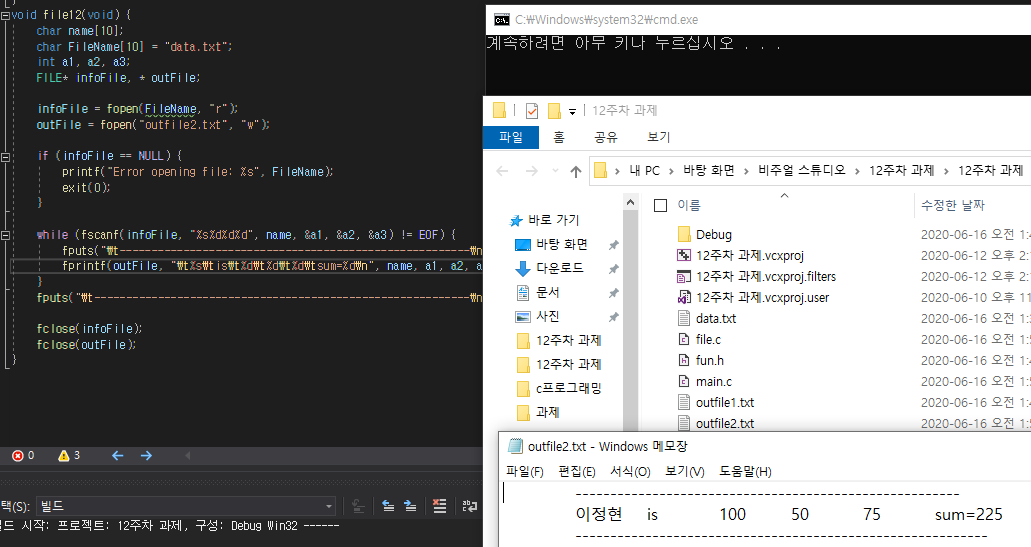 void file12(void) {
char name[10];
char FileName[10] = "data.txt";
int a1, a2, a3;
FILE* infoFile, * outFile;
infoFile = fopen(FileName, "r");
outFile = fopen("outfile2.txt", "w");
if (infoFile == NULL) {
printf("Error opening file: %s", FileName);
exit(0);
}
while (fscanf(infoFile, "%s%d%d%d", name, &a1, &a2, &a3) != EOF) {
fputs("₩t------------------------------------------------₩n
fprintf(outFile, "₩t%s₩tis₩t%d₩t%d₩t%d₩tsum=%d₩n", name, a1, a2, a
}
fputs("₩t------------------------------------------------₩n
fclose(infoFile);
fclose(outFile);
}
0
3
택(S): 빌드
빌드 시작: 프로젝트: 12주차 과제, 구성: Debug Win32 ------
C:₩Windows₩system32₩cmd.exe
계속하려면 아무 키나 누르십시오 . . .
12주차 과제
파일 홈 공유 보기
내 PC > 바탕 화면 > 비주얼 스튜디오 > 12주차 과제 > 12주차 과제
바로 가기
바탕 화면
다운로드
문서
사진
12주차 과제
12주차 과제
c프로그래밍
과제
이름 수정한 날짜
Debug 2020-06-16 오전 1:4
12주차 과제.vcxproj 2020-06-12 오후 2:1
12주차 과제.vcxproj.filters 2020-06-12 오후 2:1
12주차 과제.vcxproj.user 2020-06-10 오후 11
data.txt 2020-06-16 오전 1:3
file.c 2020-06-16 오전 1:5
fun.h 2020-06-16 오전 1:4
main.c 2020-06-16 오전 1:5
outfile1.txt 2020-06-16 오전 1:4
outfile2.txt 2020-06-16 오전 1:5
outfile2.txt - Windows 메모장
파일(F) 편집(E) 서식(O) 보기(V) 도움말(H)
------------------------------------------------------
이정현 is 100 50 75 sum=225
----------------------------------------------------------